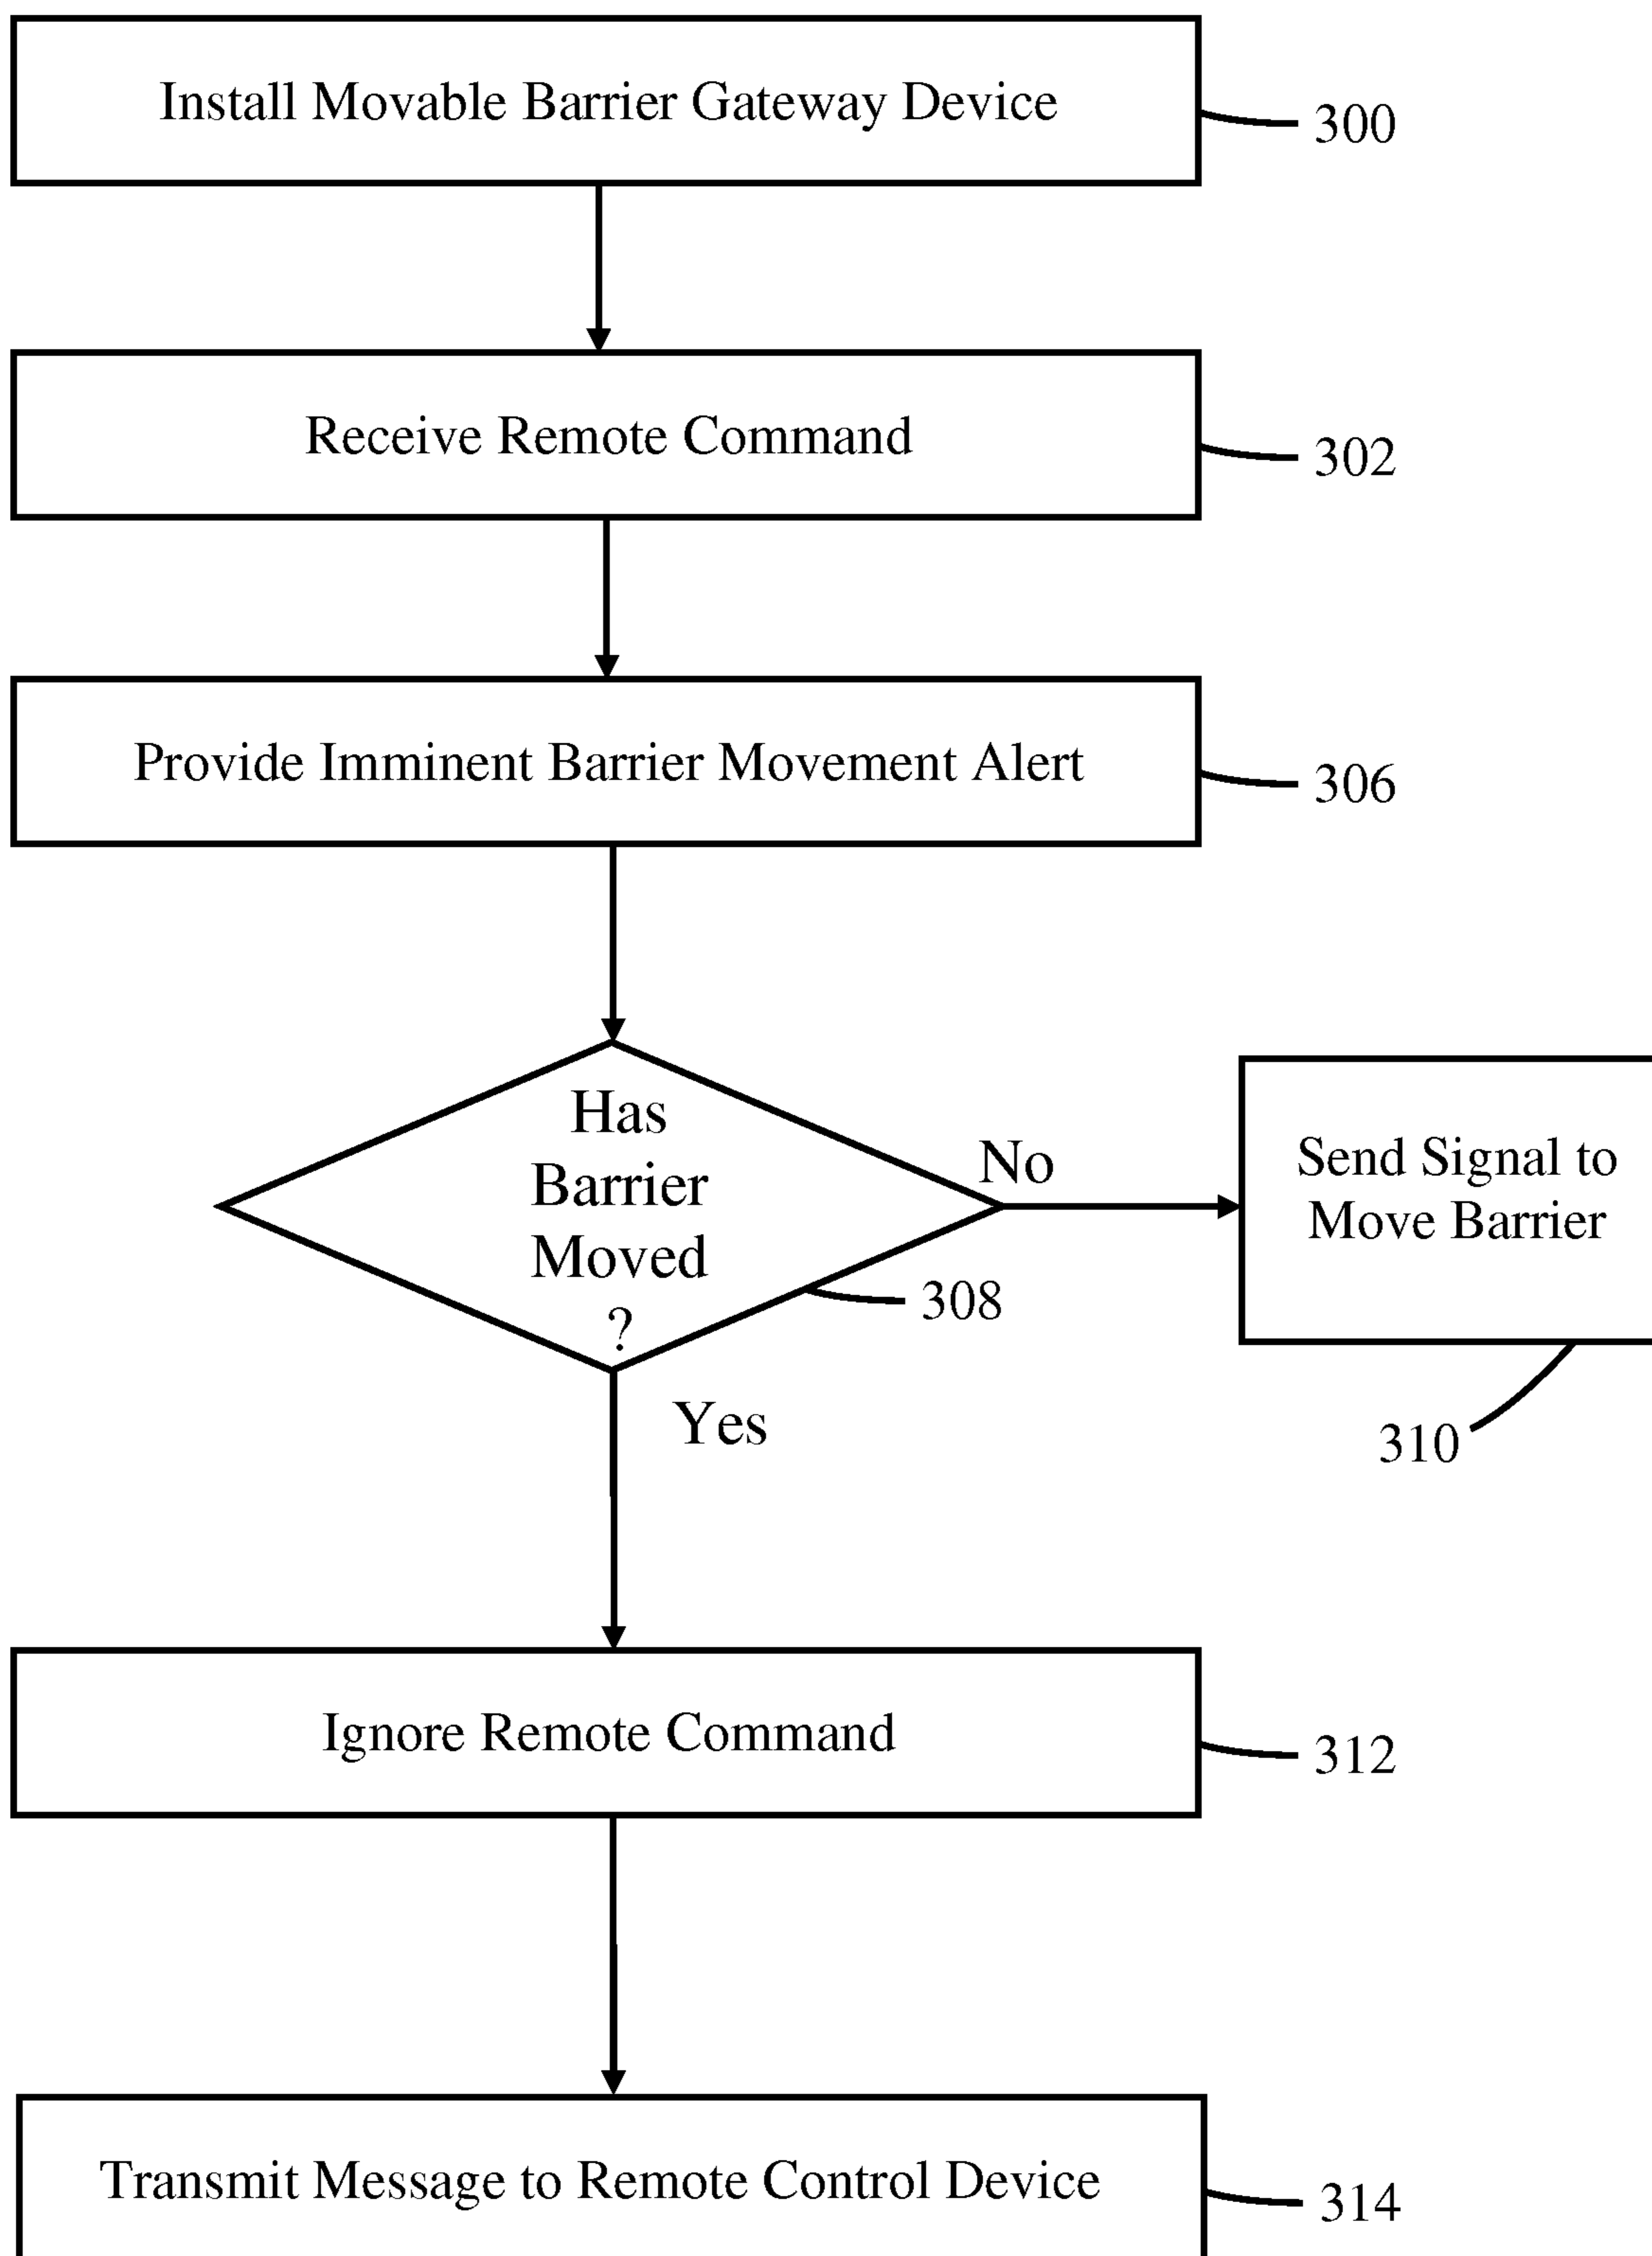 Install Movable Barrier Gateway Device
300
Receive Remote Command
302
Provide Imminent Barrier Movement Alert
306
Has
Barrier
Moved
?
308
No
Send Signal to
Move Barrier
310
Yes
Ignore Remote Command
312
Transmit Message to Remote Control Device
314